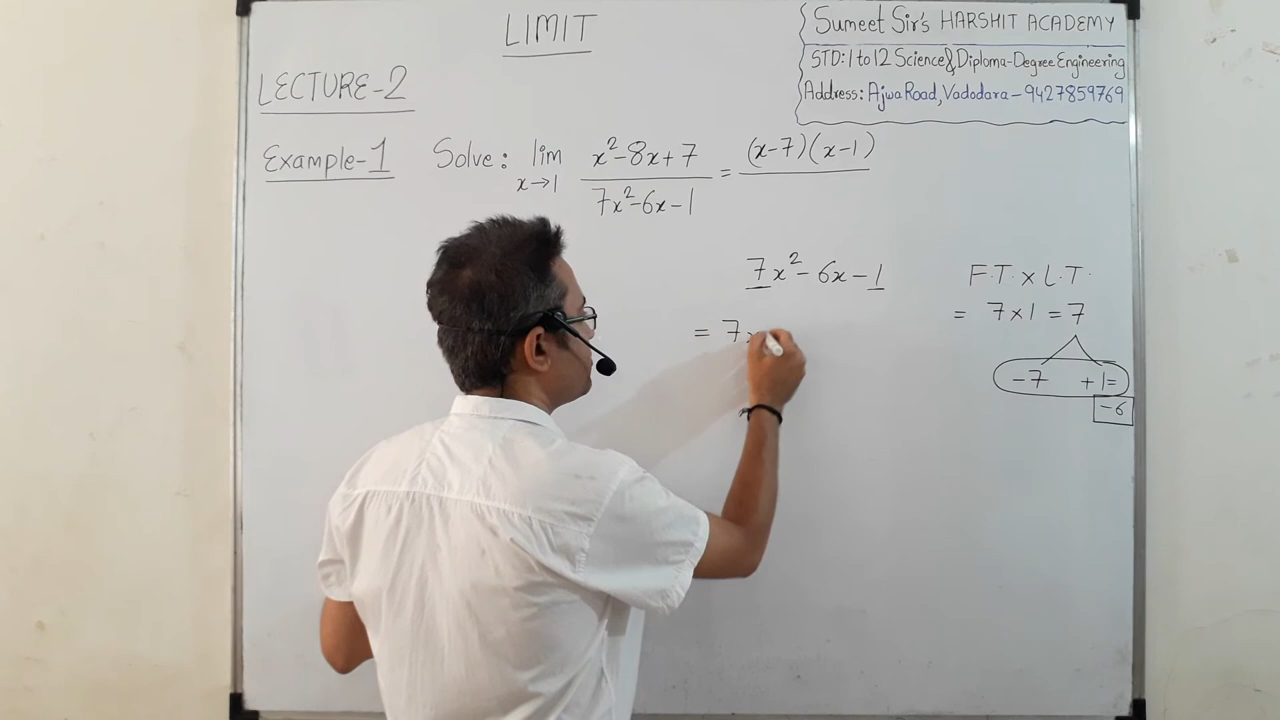 LIMIT
Sumeet Sir's HARSHIT ACADEMY
STD: 1 to 12 Science & Diploma-Degree Engineering
Address: Ajwa Road, Vadodara - 9427859769
LECTURE-2
Example-1 Solve: lim x→1 x²-8x+7 / 7x²-6x-1 = (x-7)(x-1)
7x²-6x-1
= 7x
F.T. x L.T.
= 7x1 = 7
-7 +1=
-6